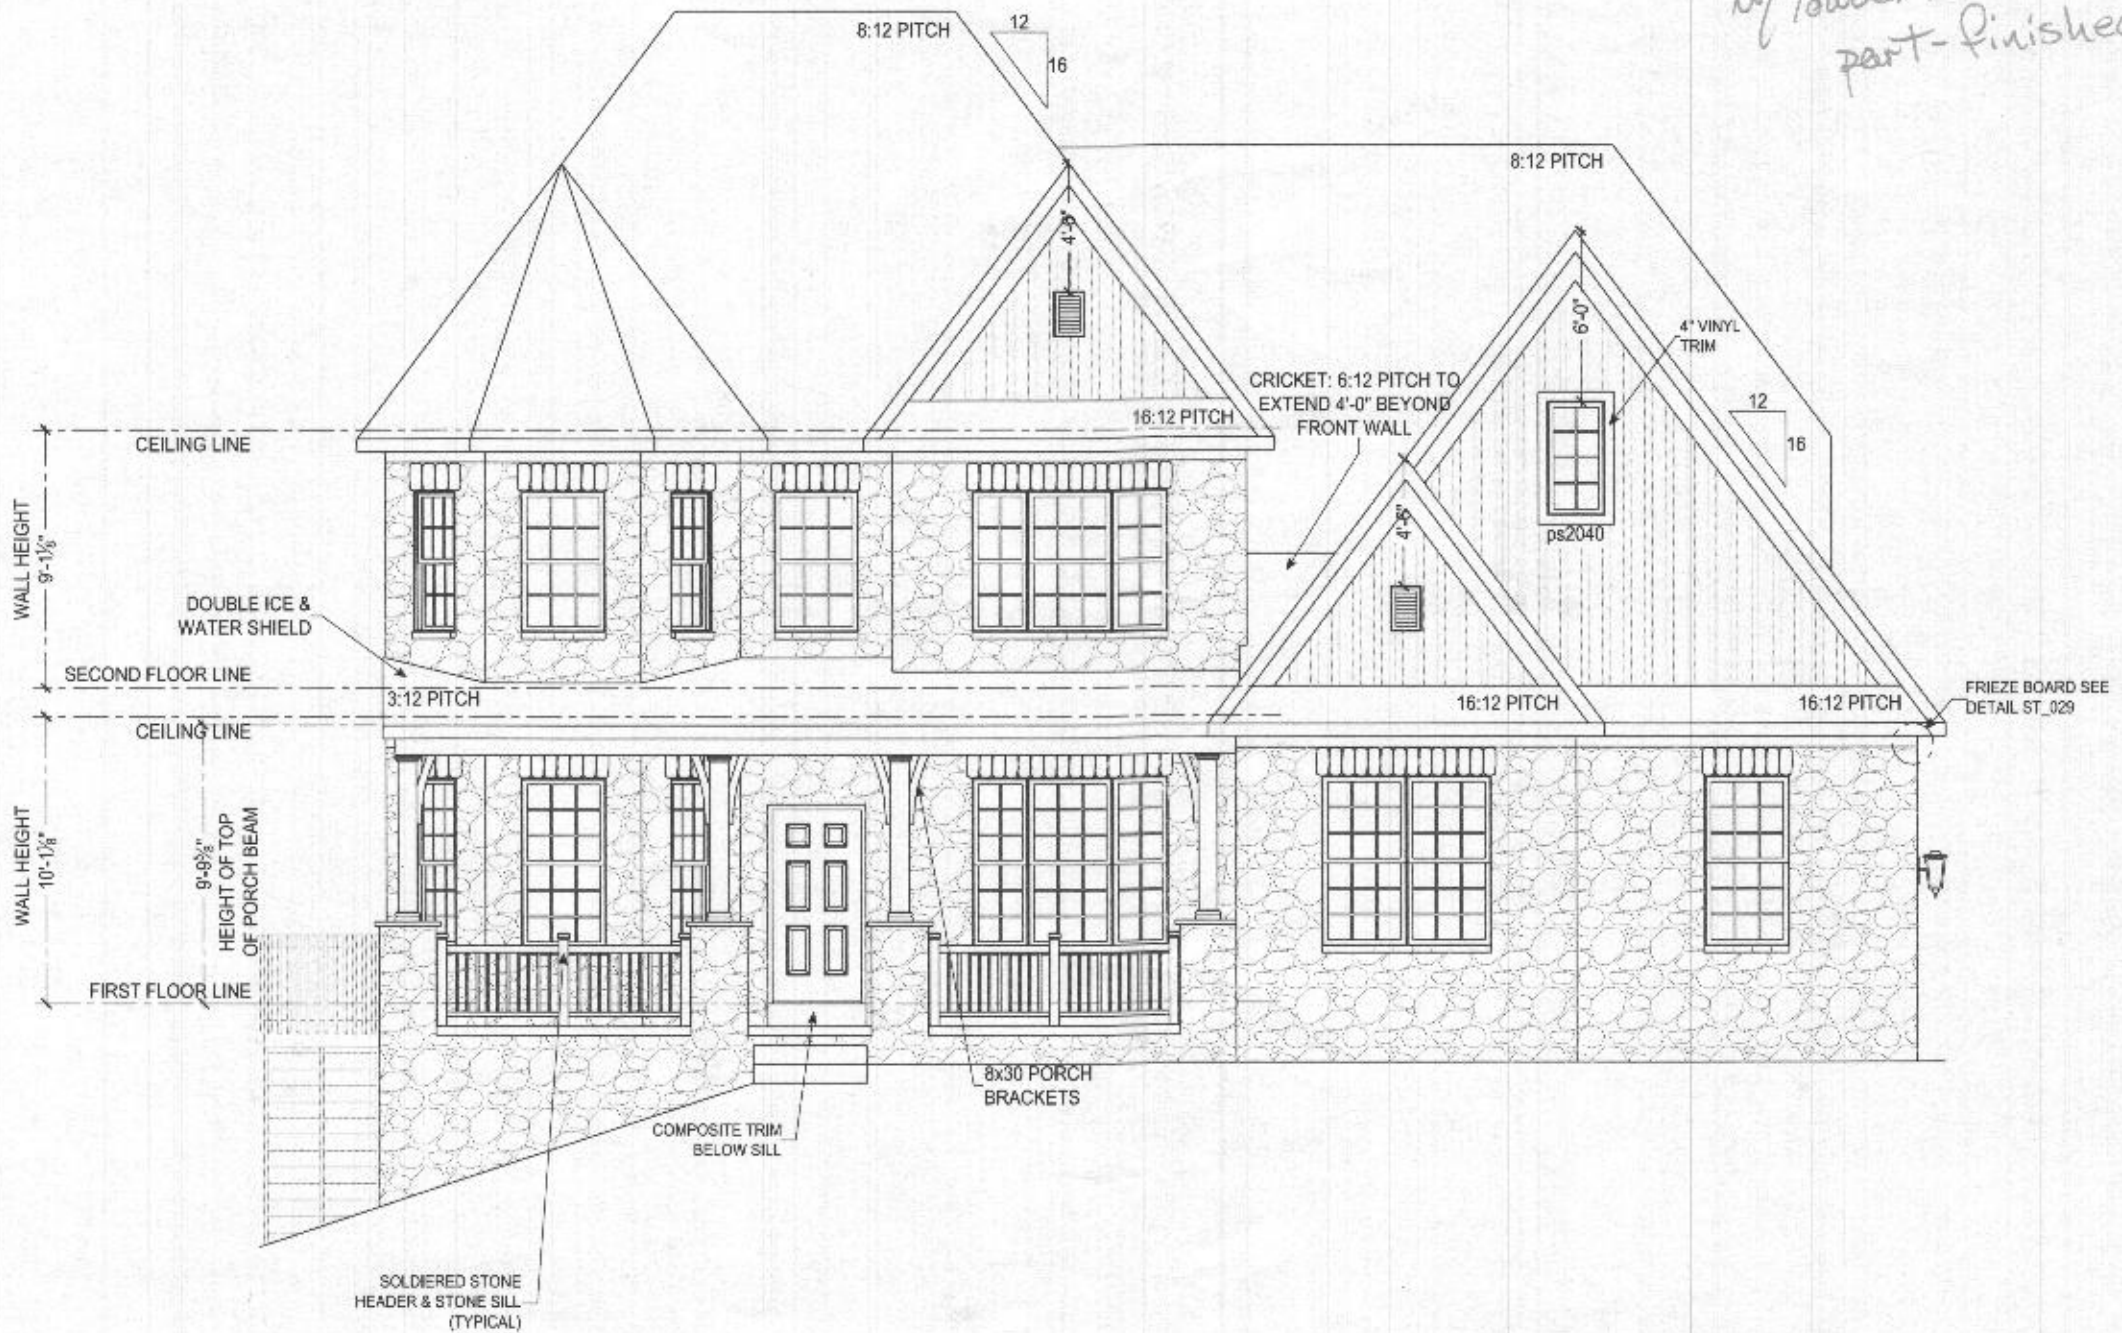 part-finished
8:12 PITCH
12
16
8:12 PITCH
4'-8"
6'-0"
4" VINYL
TRIM
CRICKET: 6:12 PITCH TO
EXTEND 4'-0" BEYOND
FRONT WALL
16:12 PITCH
12
16
CEILING LINE
WALL HEIGHT
9'-1⅛"
ps2040
4'-6"
DOUBLE ICE &
WATER SHIELD
SECOND FLOOR LINE
3:12 PITCH
16:12 PITCH
16:12 PITCH
FRIEZE BOARD SEE
DETAIL ST_029
CEILING LINE
WALL HEIGHT
10'-1⅛"
HEIGHT OF TOP
OF PORCH BEAM
FIRST FLOOR LINE
8x30 PORCH
BRACKETS
COMPOSITE TRIM
BELOW SILL
SOLDIERED STONE
HEADER & STONE SILL
(TYPICAL)